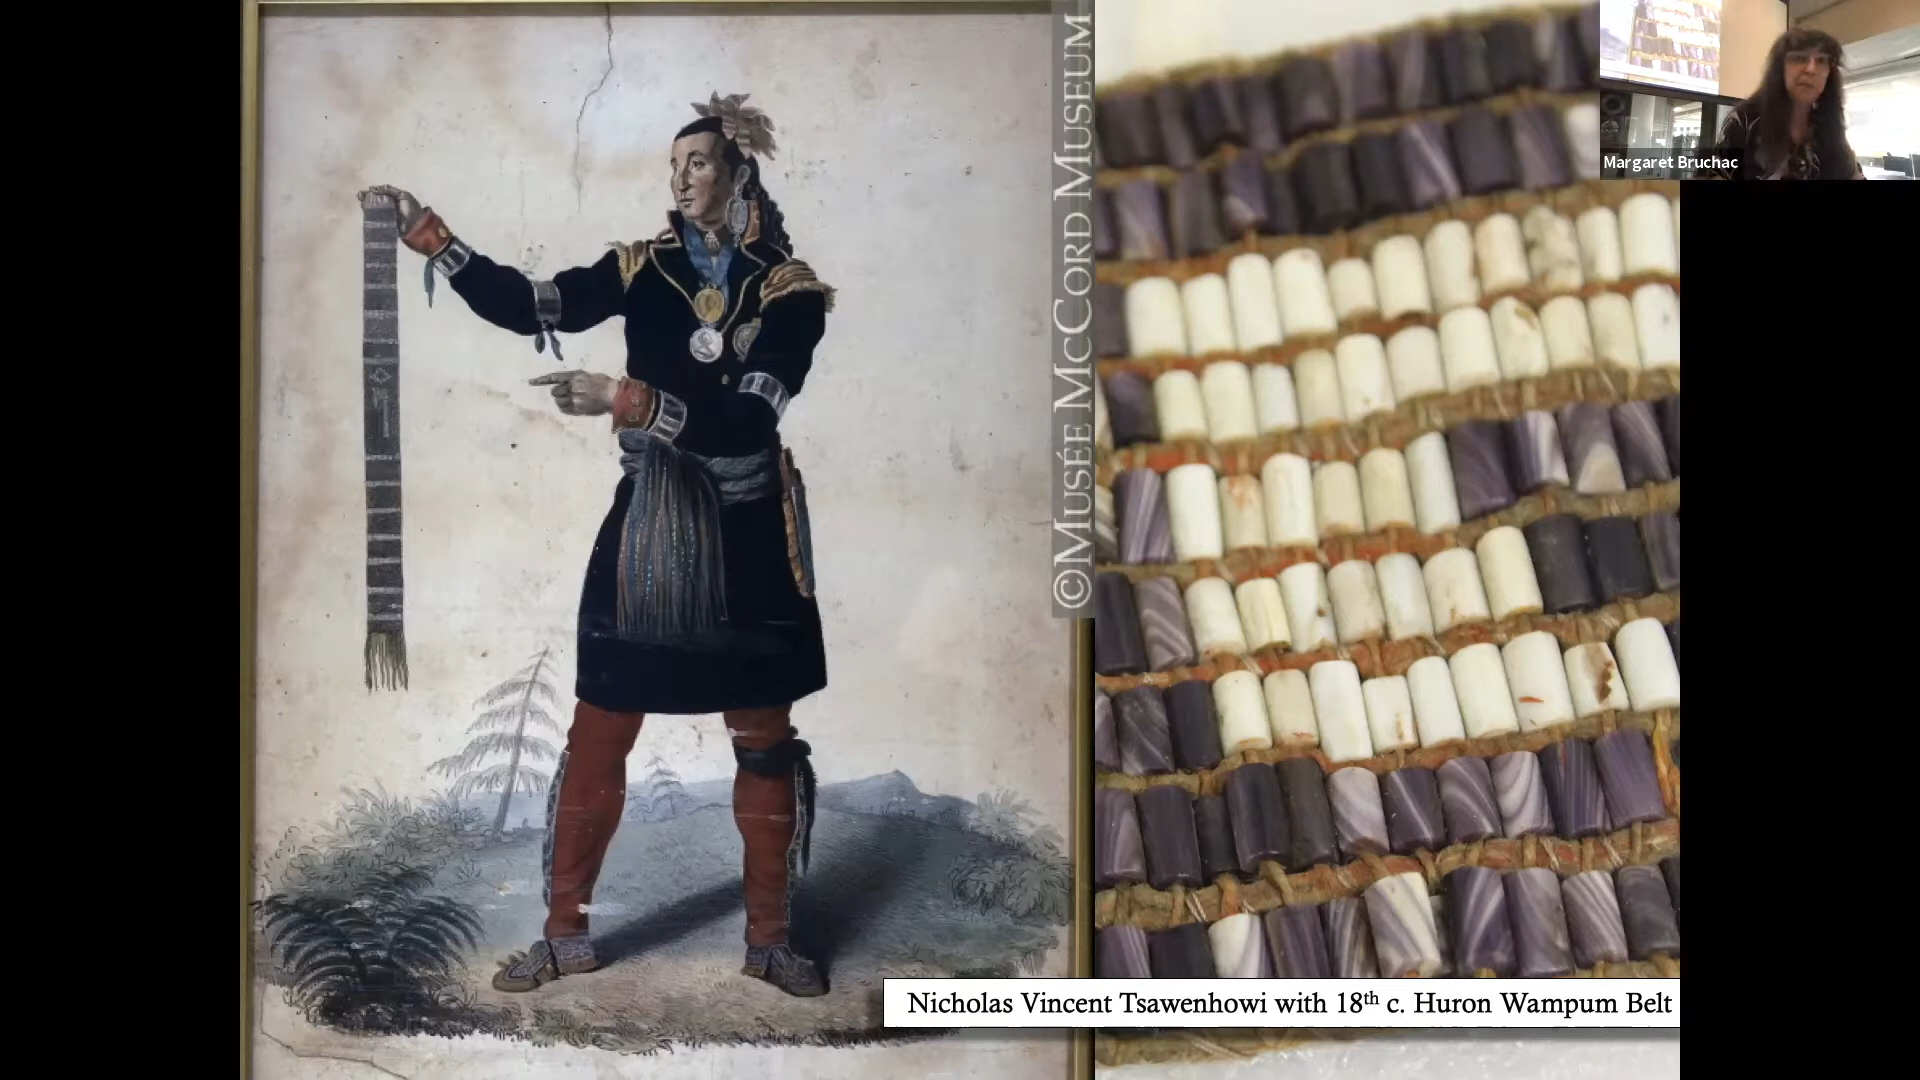 ©MUSÉE MCCORD MUSEUM
Margaret Bruchac
Nicholas Vincent Tsawenhowi with 18th c. Huron Wampum Belt